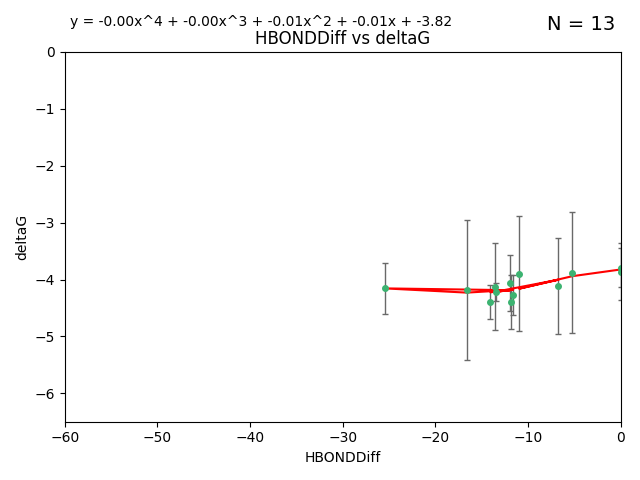 y = -0.00x^4 + -0.00x^3 + -0.01x^2 + -0.01x + -3.82
N = 13
HBONDDiff vs deltaG
0
−1
−2
−3
−4
−5
−6
deltaG
−60 −50 −40 −30 −20 −10 0
HBONDDiff